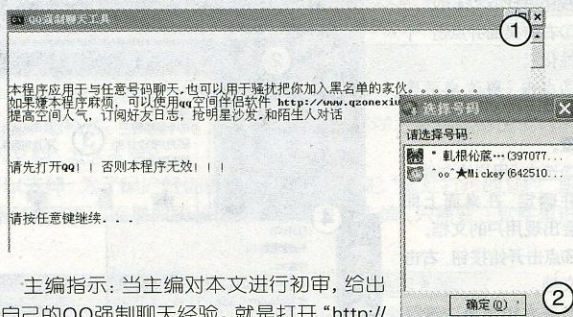 QQ强制聊天工具
①
本程序应用于与任意号码聊天.也可以用于骚扰把你加入黑名单的家伙。。。。。。
如果嫌本程序麻烦，可以使用qq空间伴侣软件 http://www.qzonexiu
提高空间人气，订阅好友日志，抢明星沙发.和陌生人对话
请先打开QQ！！否则本程序无效！！！
请按任意键继续. . .
选择号码
请选择号码:
(397077...
^oo^★Mickey(642510...
确定(O)
②
主编指示：当主编对本文进行初审，给出
自己的QQ强制聊天经验，就是打开“http://